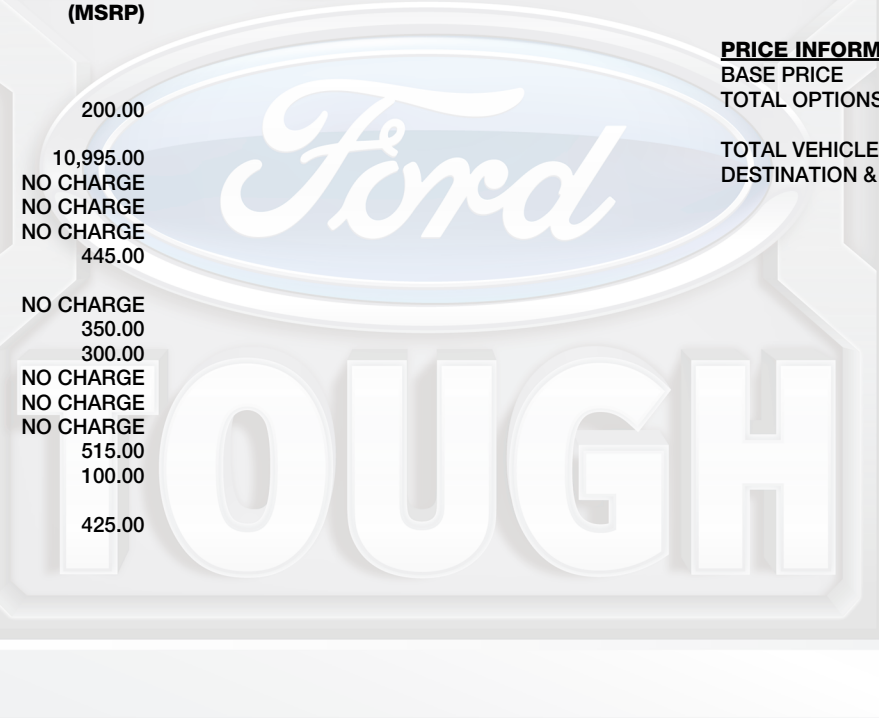 (MSRP)
200.00
10,995.00
NO CHARGE
NO CHARGE
NO CHARGE
445.00
NO CHARGE
350.00
300.00
NO CHARGE
NO CHARGE
NO CHARGE
515.00
100.00
425.00
PRICE INFORM
BASE PRICE
TOTAL OPTIONS
TOTAL VEHICLE
DESTINATION &
Ford
TOUGH